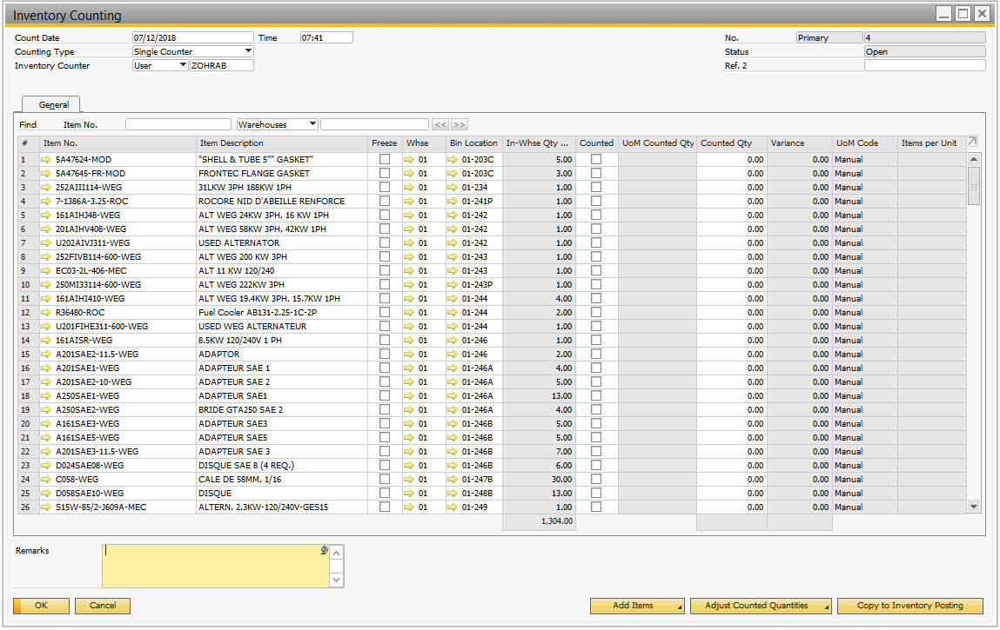 Inventory Counting
Count Date 07/12/2018 Time 07:41 No. Primary 4
Counting Type Single Counter Status Open
Inventory Counter User ZOHRAB Ref. 2
General
Find Item No. Warehouses << >>
# Item No. Item Description Freeze Whse Bin Location In-Whse Qty ... Counted UoM Counted Qty Counted Qty Variance UoM Code Items per Unit
1 5A47624-MOD "SHELL & TUBE 5"" GASKET" 01 01-203C 5.00 0.00 0.00 Manual
2 5A47645-FR-MOD FRONTEC FLANGE GASKET 01 01-203C 3.00 0.00 0.00 Manual
3 252AIII114-WEG 31LKW 3PH 188KW 1PH 01 01-234 1.00 0.00 0.00 Manual
4 7-1386A-3.25-ROC ROCORE NID D'ABEILLE RENFORCE 01 01-241P 1.00 0.00 0.00 Manual
5 161AIHJ48-WEG ALT WEG 24KW 3PH, 16 KW 1PH 01 01-242 1.00 0.00 0.00 Manual
6 201AIHV408-WEG ALT WEG 58KW 3PH, 42KW 1PH 01 01-242 1.00 0.00 0.00 Manual
7 U202AIVJ311-WEG USED ALTERNATOR 01 01-242 1.00 0.00 0.00 Manual
8 252FIVB114-600-WEG ALT WEG 200 KW 3PH 01 01-243 1.00 0.00 0.00 Manual
9 EC03-2L-406-MEC ALT 11 KW 120/240 01 01-243 1.00 0.00 0.00 Manual
10 250MI33114-600-WEG ALT WEG 222KW 3PH 01 01-243P 1.00 0.00 0.00 Manual
11 161AIHI410-WEG ALT WEG 19.4KW 3PH, 15.7KW 1PH 01 01-244 4.00 0.00 0.00 Manual
12 R36480-ROC Fuel Cooler AB131-2.25-1C-2P 01 01-244 2.00 0.00 0.00 Manual
13 U201FIHE311-600-WEG USED WEG ALTERNATEUR 01 01-244 1.00 0.00 0.00 Manual
14 161AISR-WEG 8.5KW 120/240V 1 PH 01 01-246 1.00 0.00 0.00 Manual
15 A201SAE2-11.5-WEG ADAPTOR 01 01-246 2.00 0.00 0.00 Manual
16 A201SAE1-WEG ADAPTEUR SAE 1 01 01-246A 4.00 0.00 0.00 Manual
17 A201SAE2-10-WEG ADAPTEUR SAE 2 01 01-246A 5.00 0.00 0.00 Manual
18 A250SAE1-WEG ADAPTEUR SAE1 01 01-246A 13.00 0.00 0.00 Manual
19 A250SAE2-WEG BRIDE GTA250 SAE 2 01 01-246A 4.00 0.00 0.00 Manual
20 A161SAE3-WEG ADAPTEUR SAE3 01 01-246B 5.00 0.00 0.00 Manual
21 A161SAE5-WEG ADAPTEUR SAE5 01 01-246B 5.00 0.00 0.00 Manual
22 A201SAE3-11.5-WEG ADAPTEUR SAE 3 01 01-246B 7.00 0.00 0.00 Manual
23 D024SAE08-WEG DISQUE SAE 8 (4 REQ.) 01 01-246B 6.00 0.00 0.00 Manual
24 C058-WEG CALE DE 58MM, 1/16 01 01-247B 30.00 0.00 0.00 Manual
25 D058SAE10-WEG DISQUE 01 01-248B 13.00 0.00 0.00 Manual
26 S15W-85/2-J609A-MEC ALTERN. 2.3KW-120/240V-GES15 01 01-249 1.00 0.00 0.00 Manual
1,304.00
Remarks
OK Cancel Add Items Adjust Counted Quantities Copy to Inventory Posting